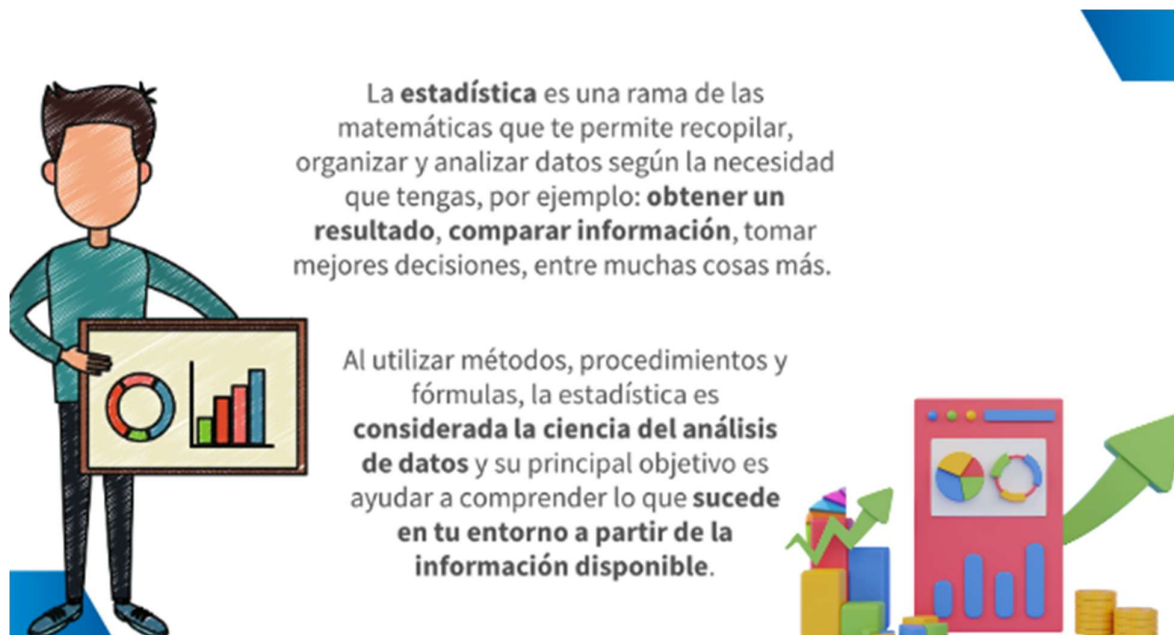 La estadística es una rama de las
matemáticas que te permite recopilar,
organizar y analizar datos según la necesidad
que tengas, por ejemplo: obtener un
resultado, comparar información, tomar
mejores decisiones, entre muchas cosas más.
Al utilizar métodos, procedimientos y
fórmulas, la estadística es
considerada la ciencia del análisis
de datos y su principal objetivo es
ayudar a comprender lo que sucede
en tu entorno a partir de la
información disponible.